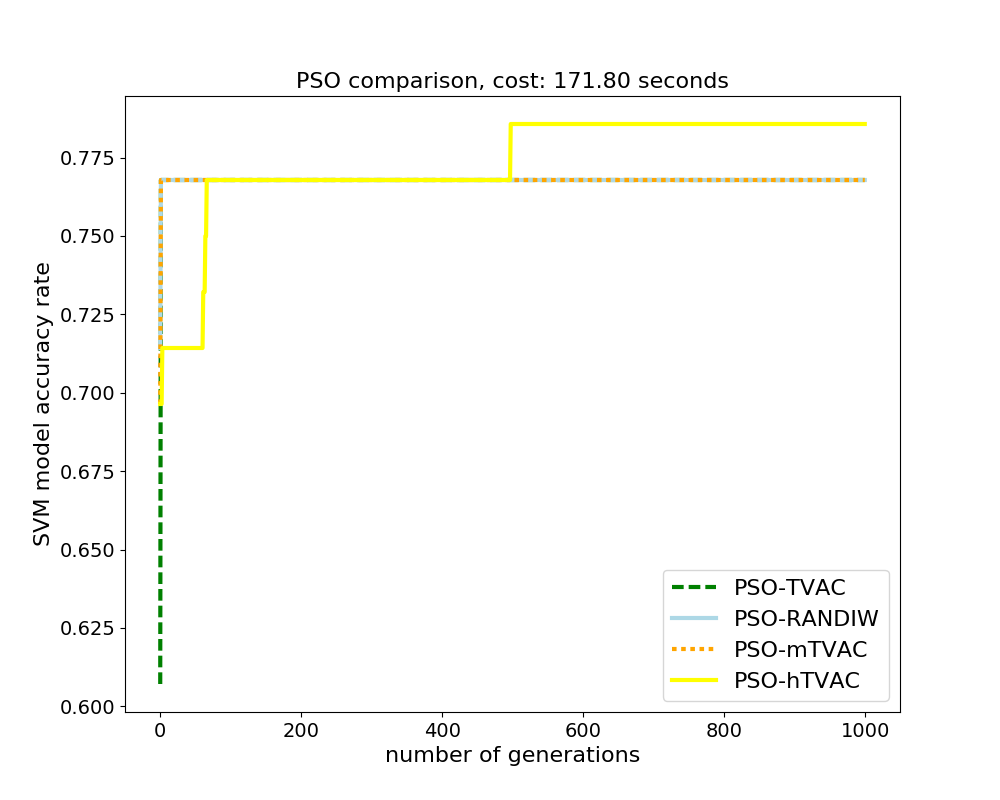 PSO comparison, cost: 171.80 seconds
SVM model accuracy rate
0.775
0.750
0.725
0.700
0.675
0.650
0.625
0.600
0 200 400 600 800 1000
number of generations
PSO-TVAC
PSO-RANDIW
PSO-mTVAC
PSO-hTVAC